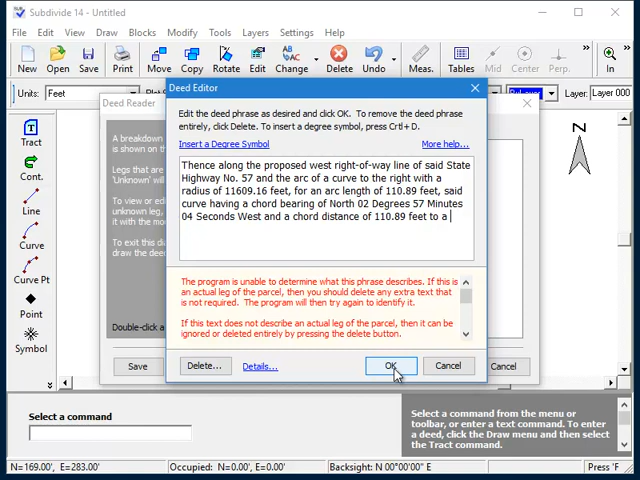 Subdivide 14 - Untitled
File Edit View Draw Blocks Modify Tools Layers Settings Help
New Open Save Print Move Copy Rotate Change Delete Undo Meas. Tables Mid Center Perp. In
Units: Feet Layer: Layer 000
Deed Reader
Deed Editor
Edit the deed phrase as desired and click OK. To remove the deed phrase
entirely, click Delete. To insert a degree symbol, press Crtl+D.
Insert a Degree Symbol More help...
Thence along the proposed west right-of-way line of said State
Highway No. 57 and the arc of a curve to the right with a
radius of 11609.16 feet, for an arc length of 110.89 feet, said
curve having a chord bearing of North 02 Degrees 57 Minutes
04 Seconds West and a chord distance of 110.89 feet to a
The program is unable to determine what this phrase describes. If this is
an actual leg of the parcel, then you should delete any extra text that
is not required. The program will then try again to identify it.
If this text does not describe an actual leg of the parcel, then it can be
ignored or deleted entirely by pressing the delete button.
Delete... Details... OK Cancel
A breakdown
is shown on the
Legs that are
'Unknown' will
unknown leg,
it with the mo
To exit this dia
draw the deed
Double-click a
Save Cancel
Tract
Cont.
Line
Curve
Curve Pt
Point
Symbol
N
Select a command
Select a command from the menu or
toolbar, or enter a text command. To enter
a deed, click the Draw menu and then select
the Tract command.
N=169.00', E=283.00' Occupied: N=0.00', E=0.00' Backsight: N 00°00'00" E Press 'F